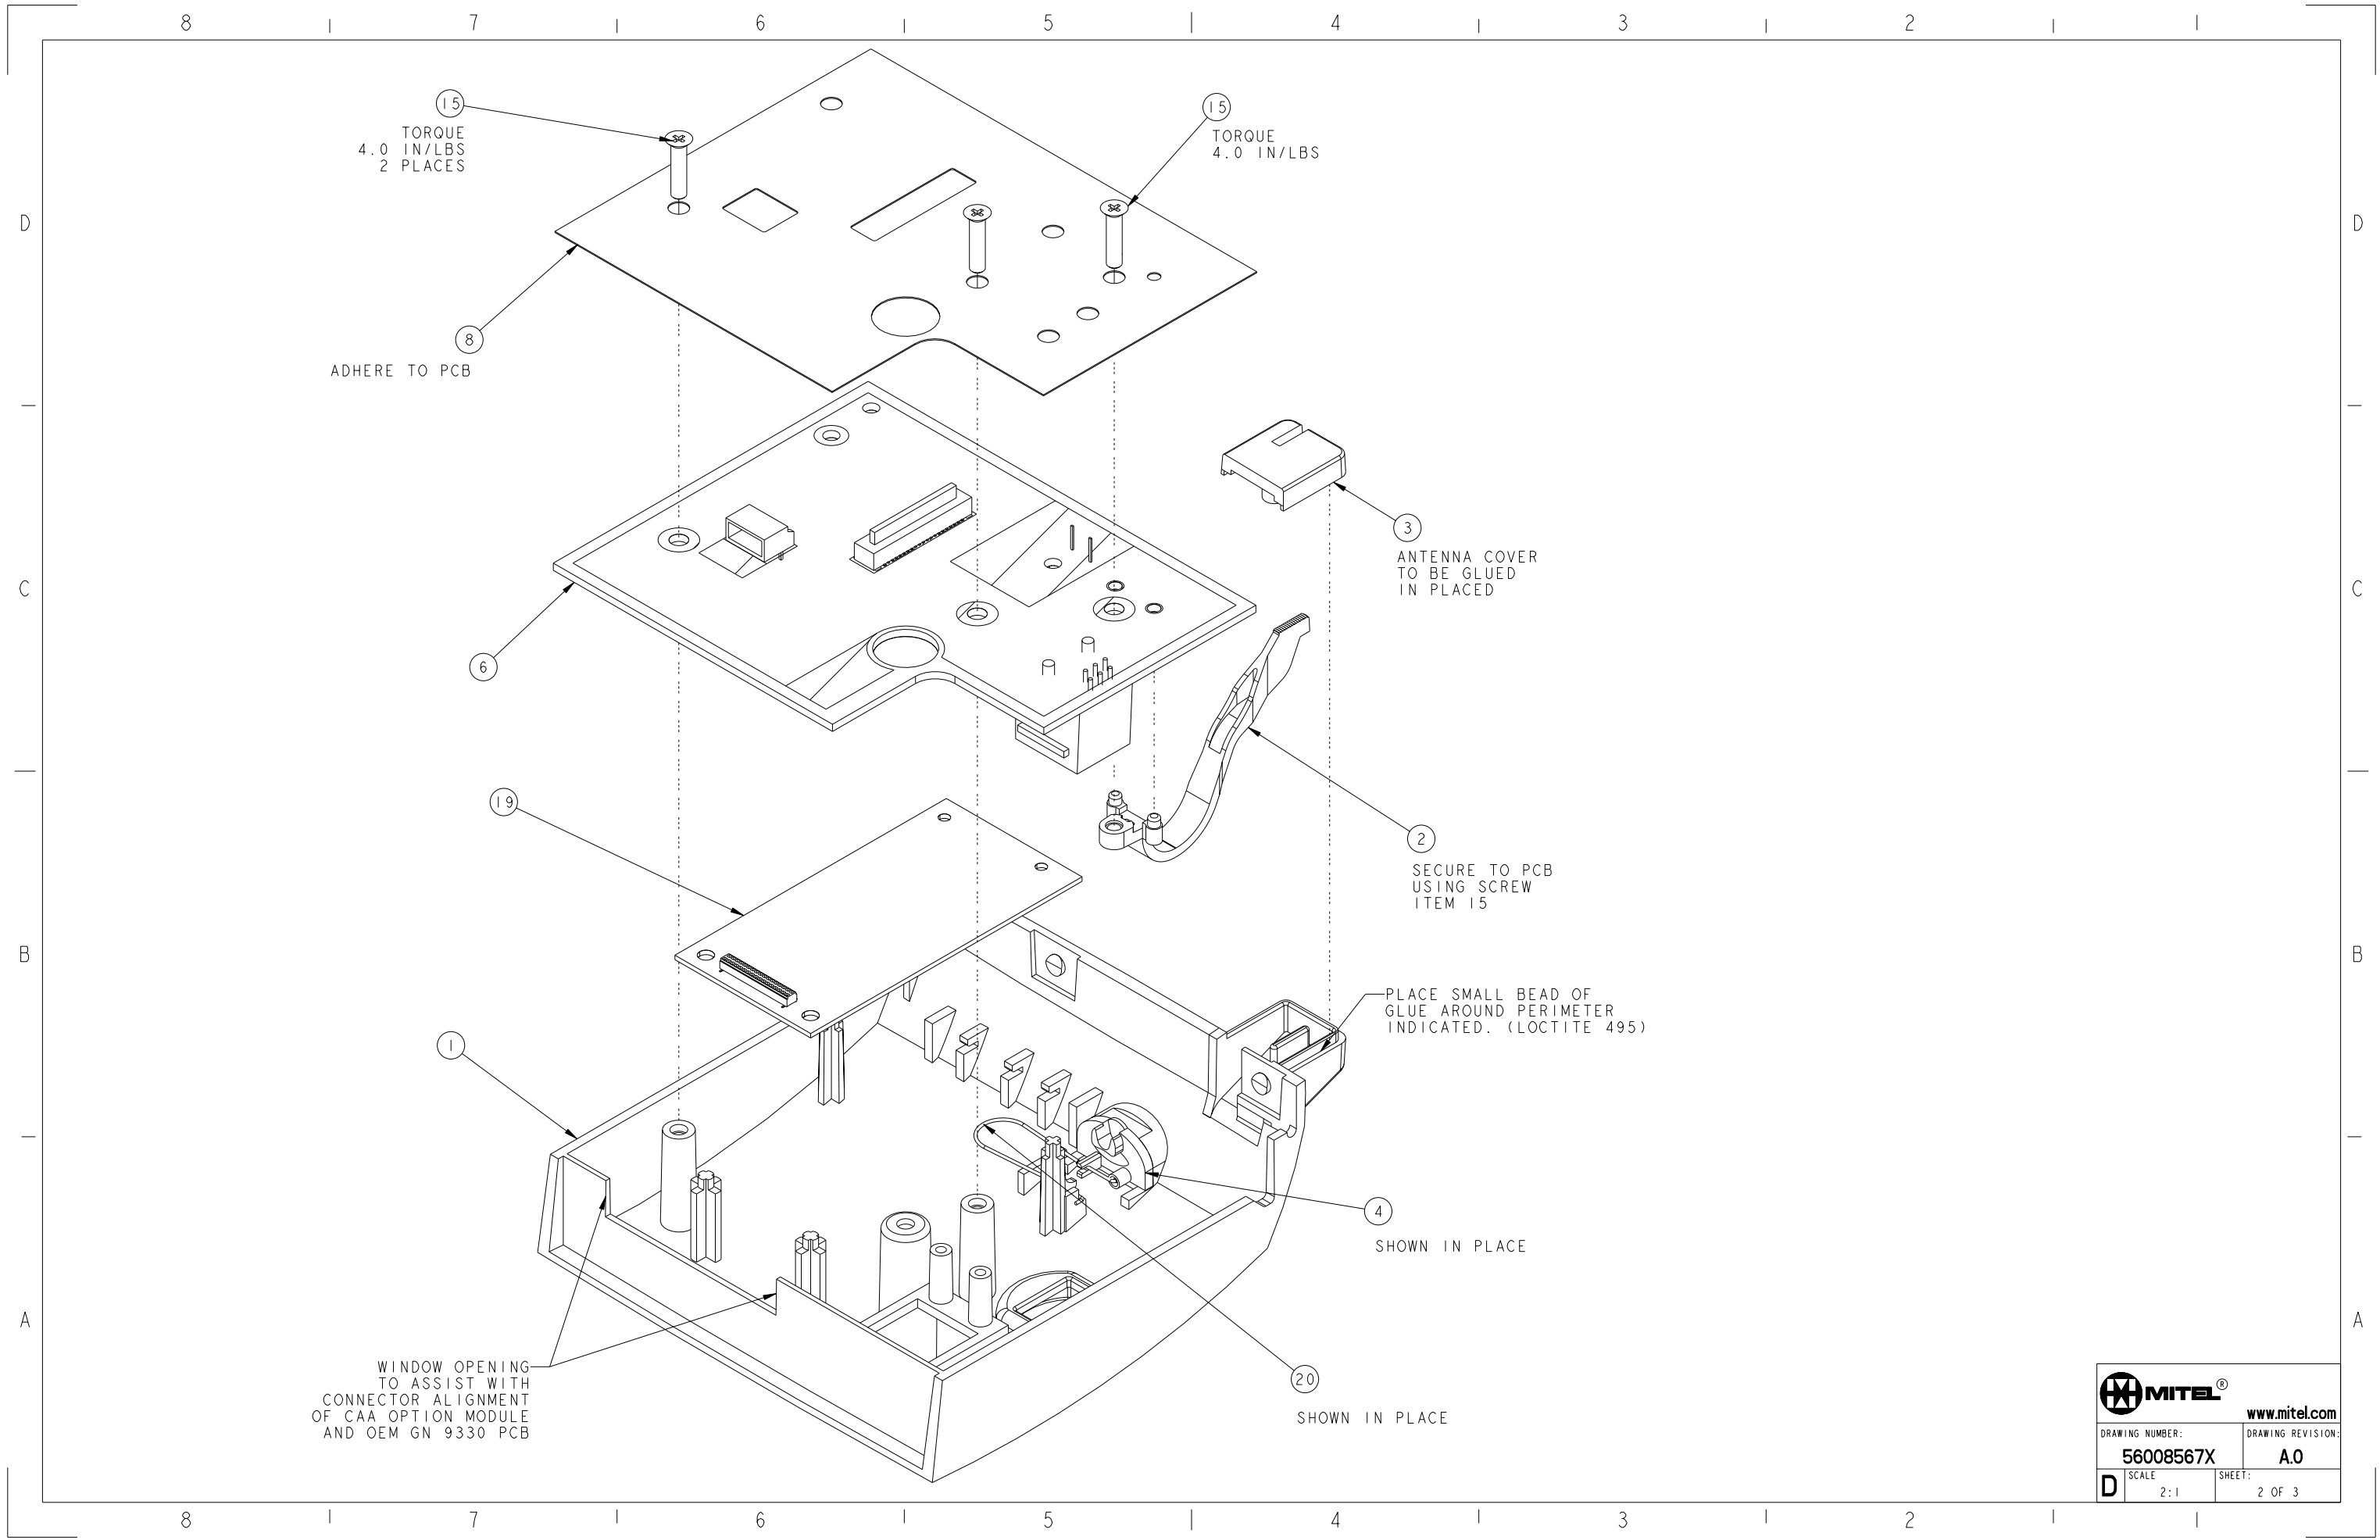 8 7 6 5 4 3 2 1
15
TORQUE
4.0 IN/LBS
2 PLACES
15
TORQUE
4.0 IN/LBS
D D
8
ADHERE TO PCB
3
ANTENNA COVER
TO BE GLUED
IN PLACED
C C
6
19
2
SECURE TO PCB
USING SCREW
ITEM 15
B B
PLACE SMALL BEAD OF
GLUE AROUND PERIMETER
INDICATED. (LOCTITE 495)
1
4
SHOWN IN PLACE
A A
WINDOW OPENING
TO ASSIST WITH
CONNECTOR ALIGNMENT
OF CAA OPTION MODULE
AND OEM GN 9330 PCB
20
SHOWN IN PLACE
MITEL ®
www.mitel.com
DRAWING NUMBER: DRAWING REVISION:
56008567X A.0
D SCALE SHEET:
2:1 2 OF 3
8 7 6 5 4 3 2 1